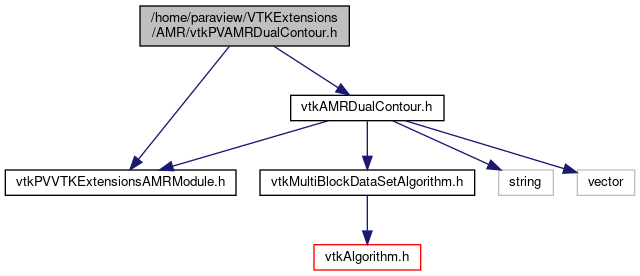 /home/paraview/VTKExtensions
/AMR/vtkPVAMRDualContour.h
vtkAMRDualContour.h
vtkPVVTKExtensionsAMRModule.h
vtkMultiBlockDataSetAlgorithm.h
string
vector
vtkAlgorithm.h